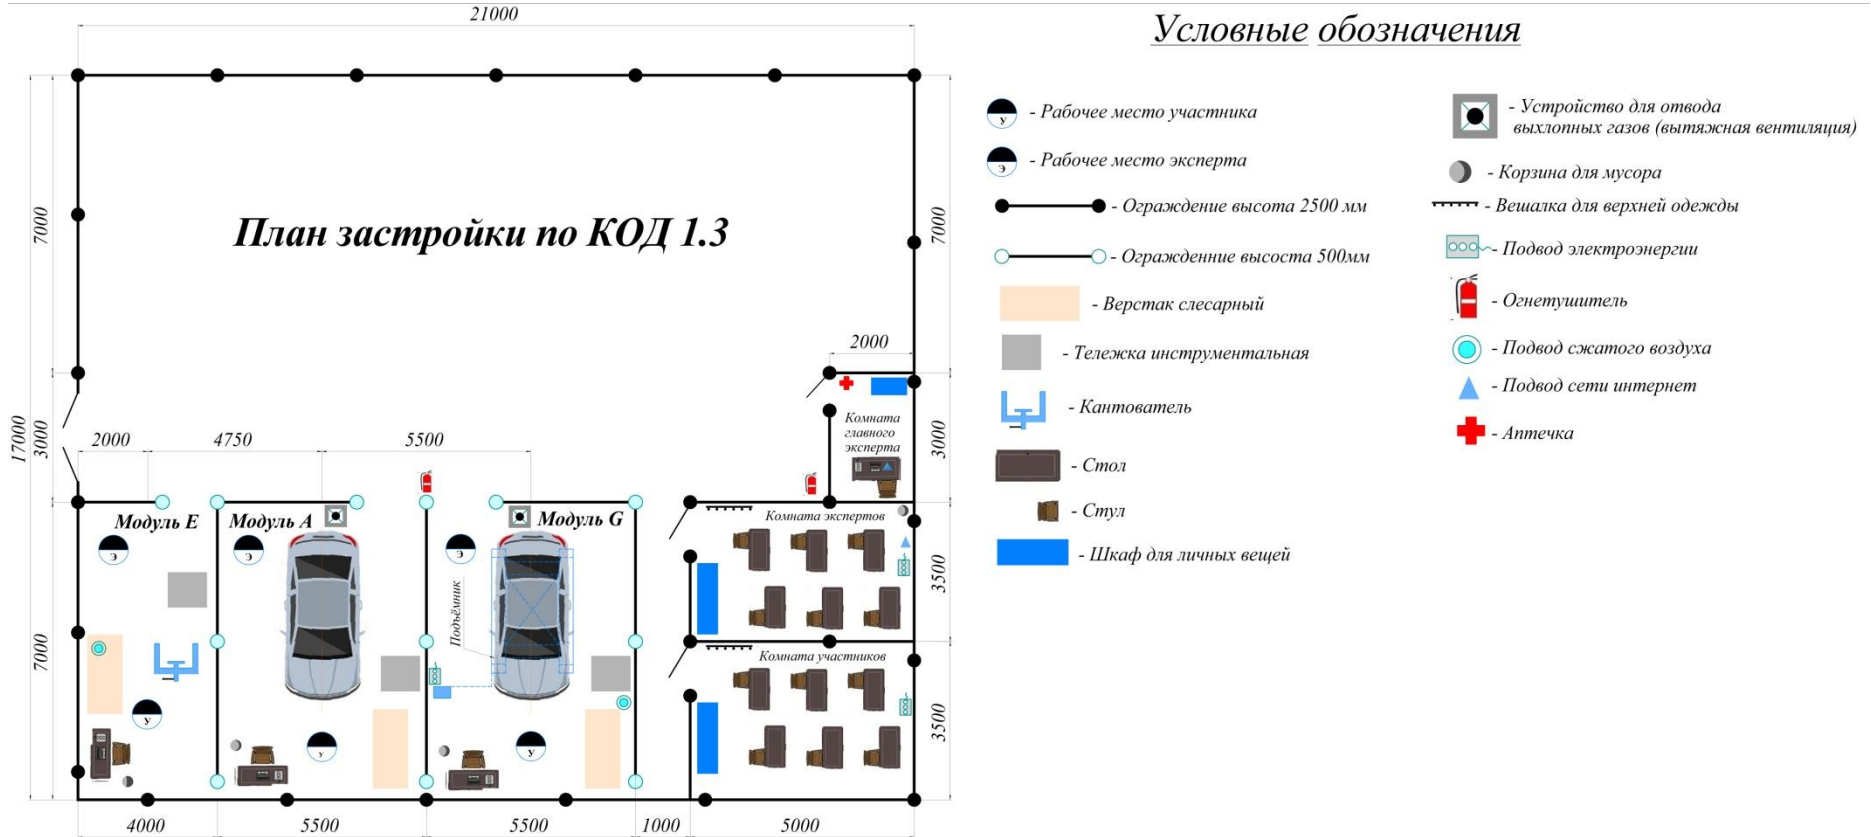 21000
Условные обозначения
У - Рабочее место участника
Э - Рабочее место эксперта
- Ограждение высота 2500 мм
- Огражденние высоста 500мм
- Верстак слесарный
- Тележка инструментальная
- Кантователь
- Стол
- Стул
- Шкаф для личных вещей
- Устройство для отвода
выхлопных газов (вытяжная вентиляция)
- Корзина для мусора
- Вешалка для верхней одежды
- Подвод электроэнергии
- Огнетушитель
- Подвод сжатого воздуха
- Подвод сети интернет
- Аптечка
7000
7000
План застройки по КОД 1.3
2000
17000
3000
2000
4750
5500
Комната
главного
эксперта
3000
Модуль E
Модуль A
Модуль G
Комната экспертов
Э
Э
Э
Подъёмник
3500
7000
Комната участников
У
У
У
3500
4000
5500
5500
1000
5000